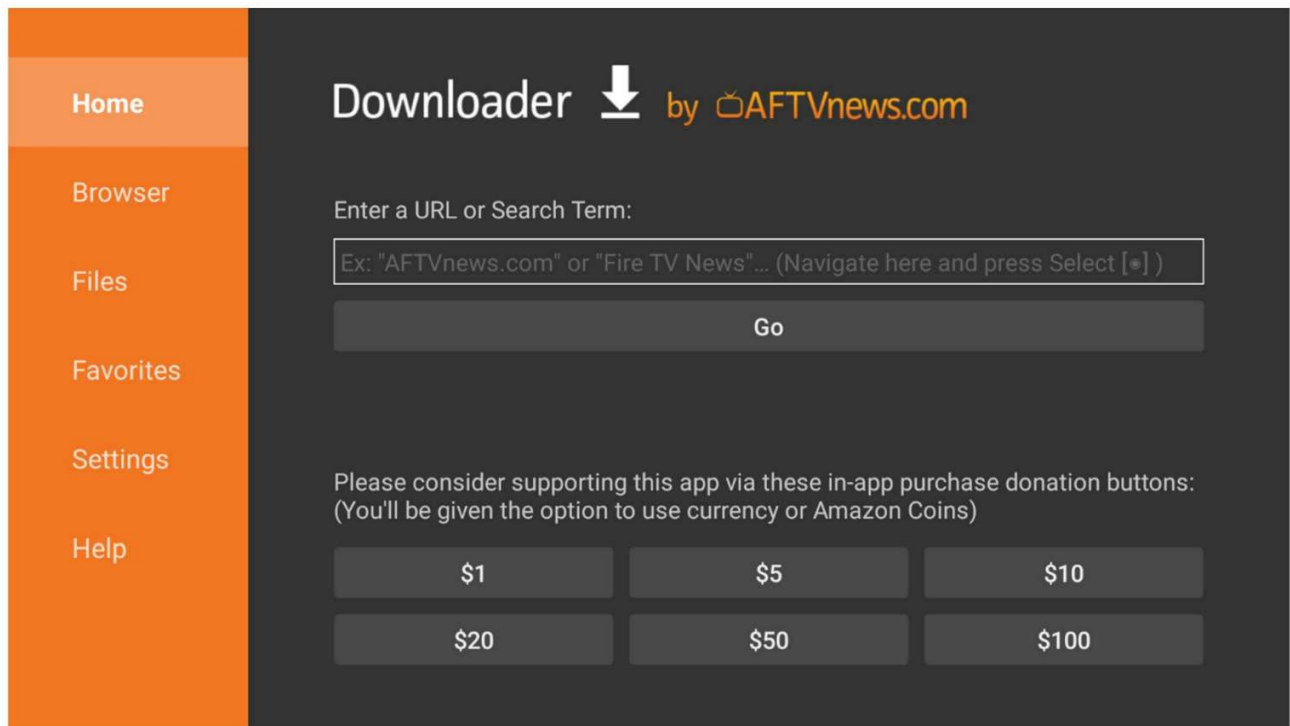 Home
Browser
Files
Favorites
Settings
Help
Downloader by AFTVnews.com
Enter a URL or Search Term:
Ex: "AFTVnews.com" or "Fire TV News"... (Navigate here and press Select [◉] )
Go
Please consider supporting this app via these in-app purchase donation buttons:
(You'll be given the option to use currency or Amazon Coins)
$1 $5 $10
$20 $50 $100